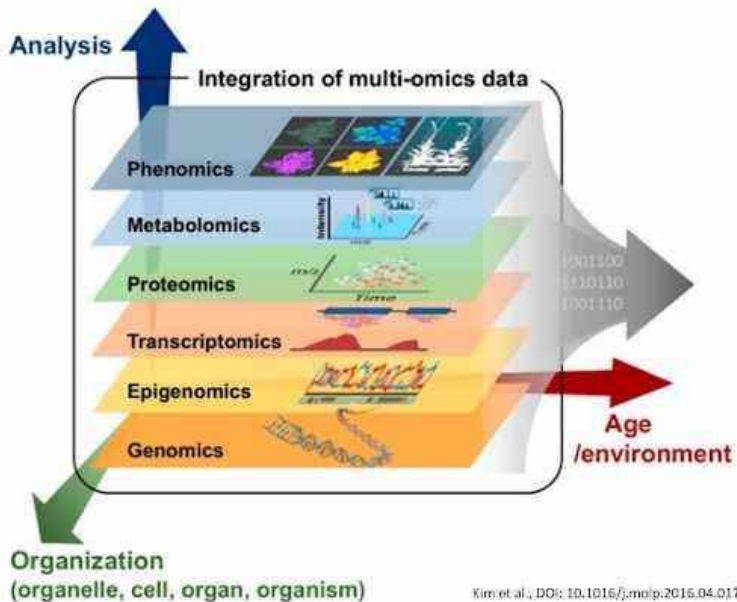 Analysis
Integration of multi-omics data
Phenomics
Metabolomics
Intensity
Proteomics
m/z
Time
Transcriptomics
Epigenomics
Genomics
1001100
1110110
1001110
Age
/environment
Organization
(organelle, cell, organ, organism)
Kim et al., DOI: 10.1016/j.molp.2016.04.017